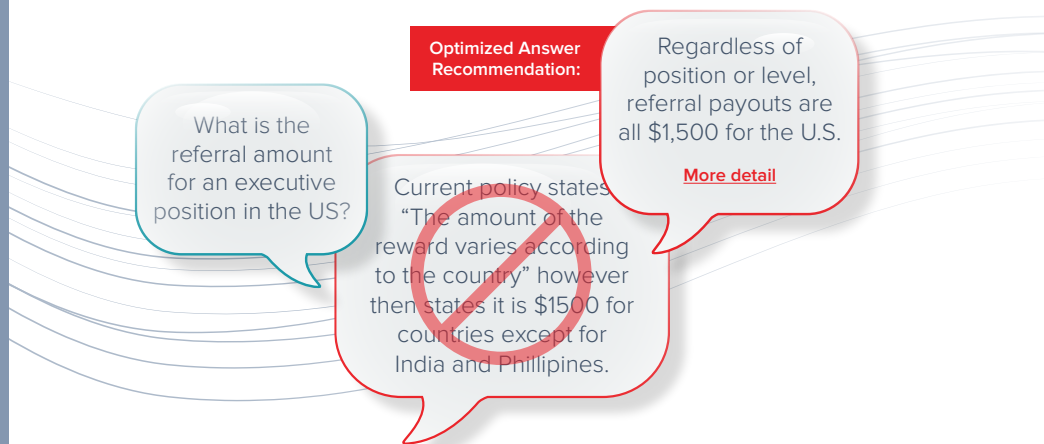 Optimized Answer
Recommendation:
Regardless of
position or level,
referral payouts are
all $1,500 for the U.S.
More detail
What is the
referral amount
for an executive
position in the US?
Current policy states
“The amount of the
reward varies according
to the country” however
then states it is $1500 for
countries except for
India and Phillipines.